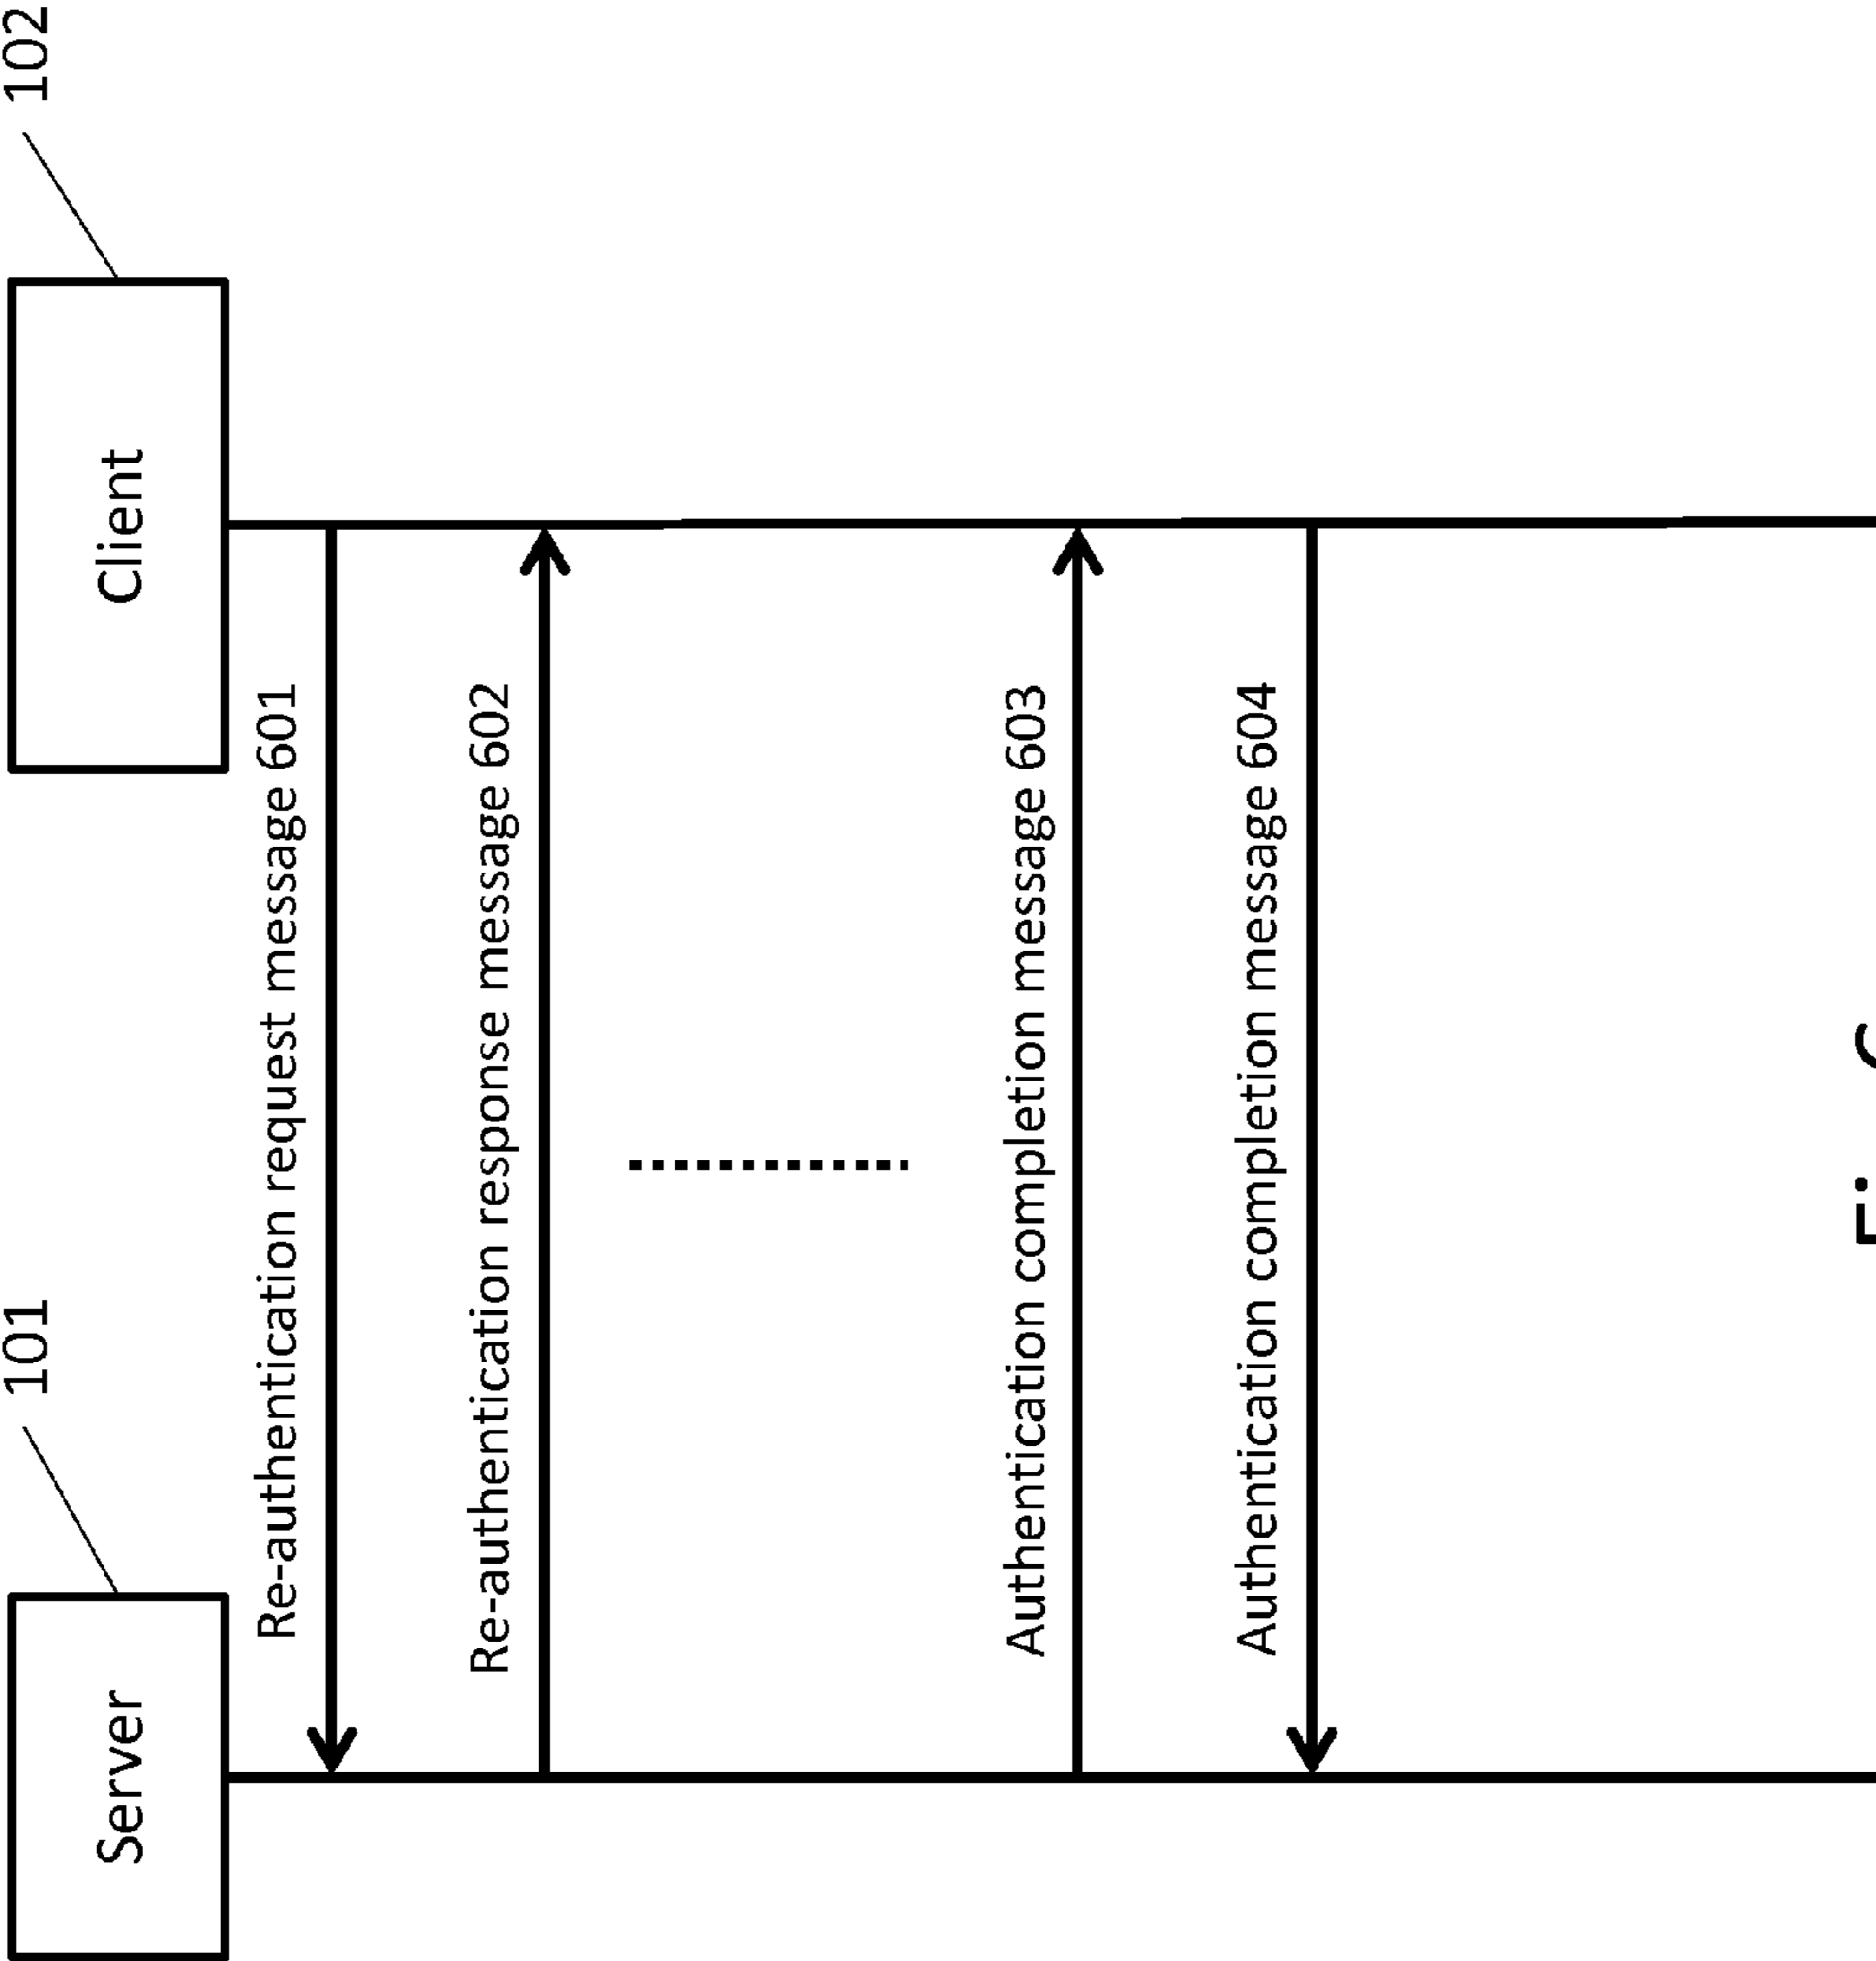 101
102
Server
Client
Re-authentication request message 601
Re-authentication response message 602
Authentication completion message 603
Authentication completion message 604